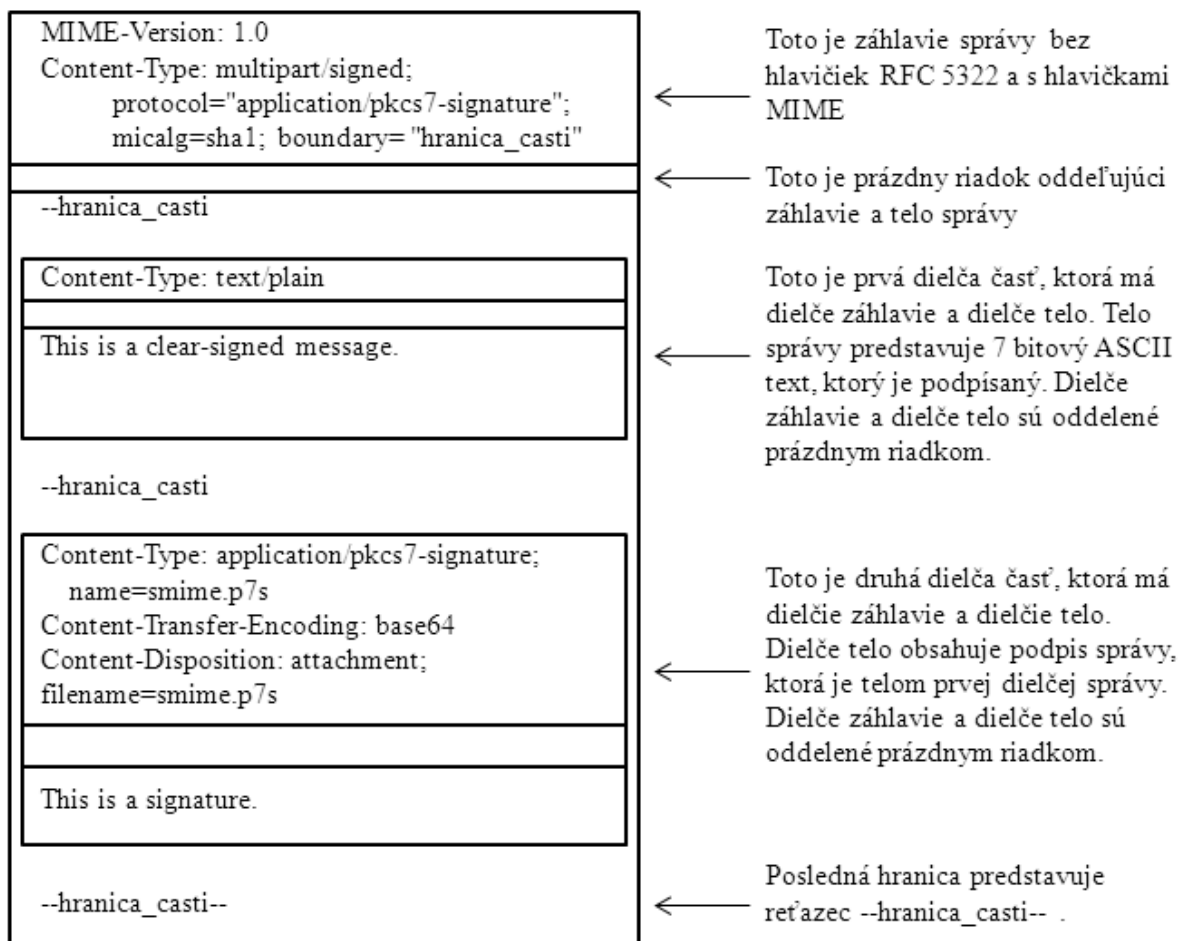 MIME-Version: 1.0
Content-Type: multipart/signed;
protocol="application/pkcs7-signature";
micalg=sha1; boundary= "hranica_casti"
Toto je záhlavie správy bez
hlavičiek RFC 5322 a s hlavičkami
MIME
Toto je prázdny riadok oddeľujúci
záhlavie a telo správy
--hranica_casti
Content-Type: text/plain
This is a clear-signed message.
Toto je prvá dielča časť, ktorá má
dielče záhlavie a dielče telo. Telo
správy predstavuje 7 bitový ASCII
text, ktorý je podpísaný. Dielče
záhlavie a dielče telo sú oddelené
prázdnym riadkom.
--hranica_casti
Content-Type: application/pkcs7-signature;
name=smime.p7s
Content-Transfer-Encoding: base64
Content-Disposition: attachment;
filename=smime.p7s
This is a signature.
Toto je druhá dielča časť, ktorá má
dielčie záhlavie a dielčie telo.
Dielče telo obsahuje podpis správy,
ktorá je telom prvej dielčej správy.
Dielče záhlavie a dielče telo sú
oddelené prázdnym riadkom.
--hranica_casti--
Posledná hranica predstavuje
reťazec --hranica_casti-- .